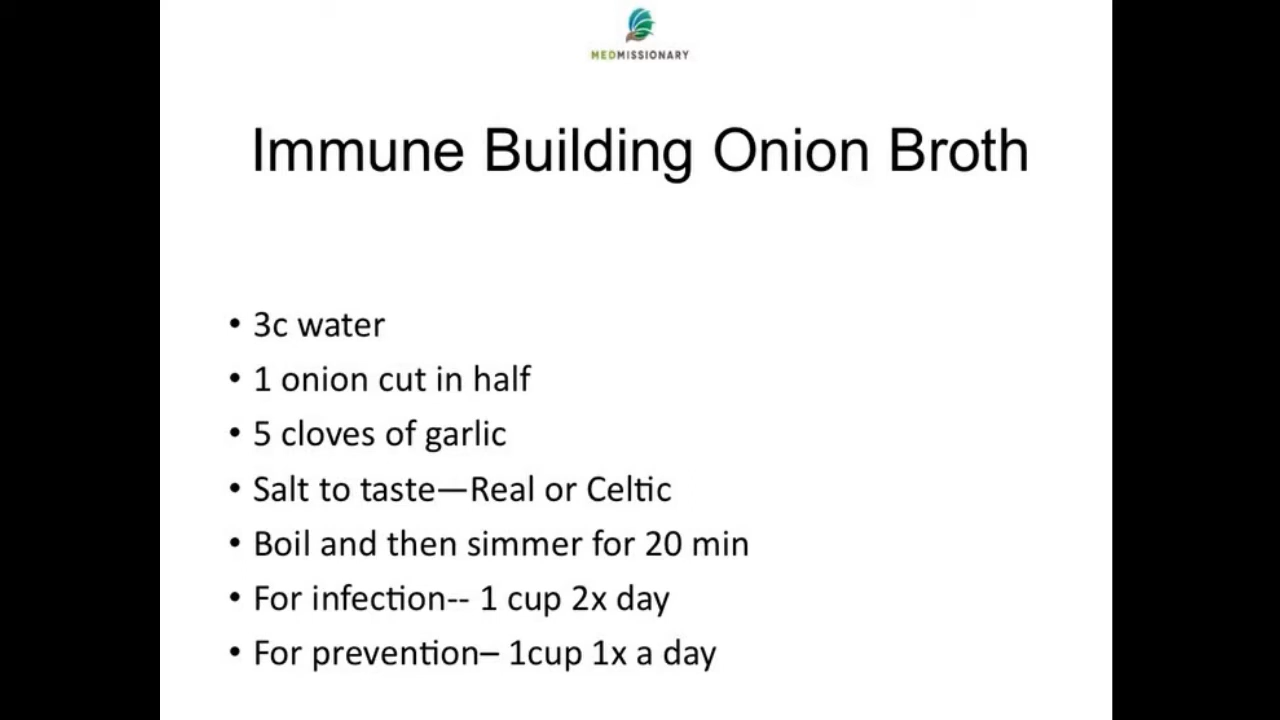 MEDMISSIONARY
Immune Building Onion Broth
• 3c water
• 1 onion cut in half
• 5 cloves of garlic
• Salt to taste—Real or Celtic
• Boil and then simmer for 20 min
• For infection-- 1 cup 2x day
• For prevention– 1cup 1x a day